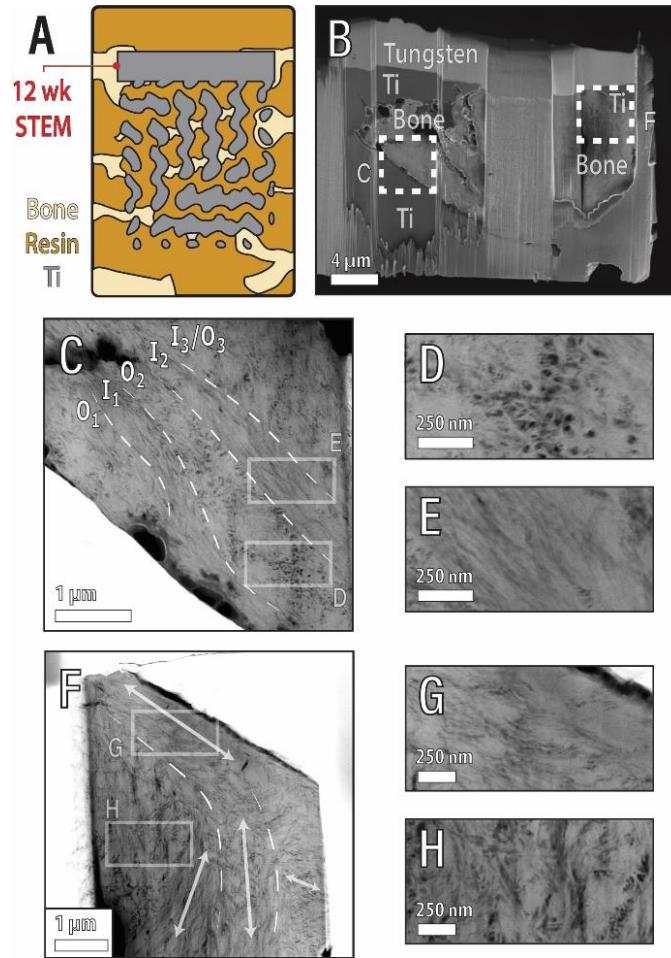 A
12 wk
STEM
Bone
Resin
Ti
B
Tungsten
Ti
Bone
C
Ti
Ti
F
Bone
4 μm
C
O1
I1
O2
I2
I3/O3
E
D
1 μm
D
250 nm
E
250 nm
F
G
H
1 μm
G
250 nm
H
250 nm